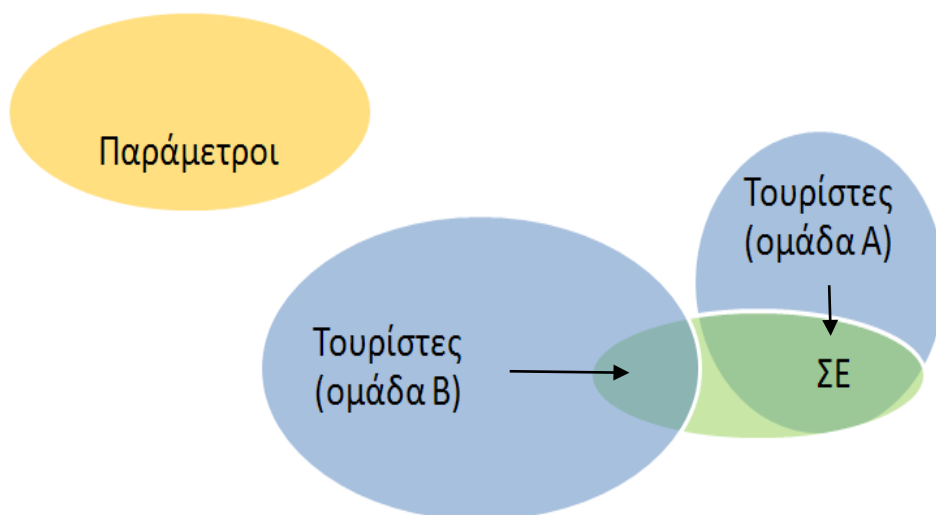 Παράμετροι
Τουρίστες
(ομάδα Α)
Τουρίστες
(ομάδα Β)
ΣΕ